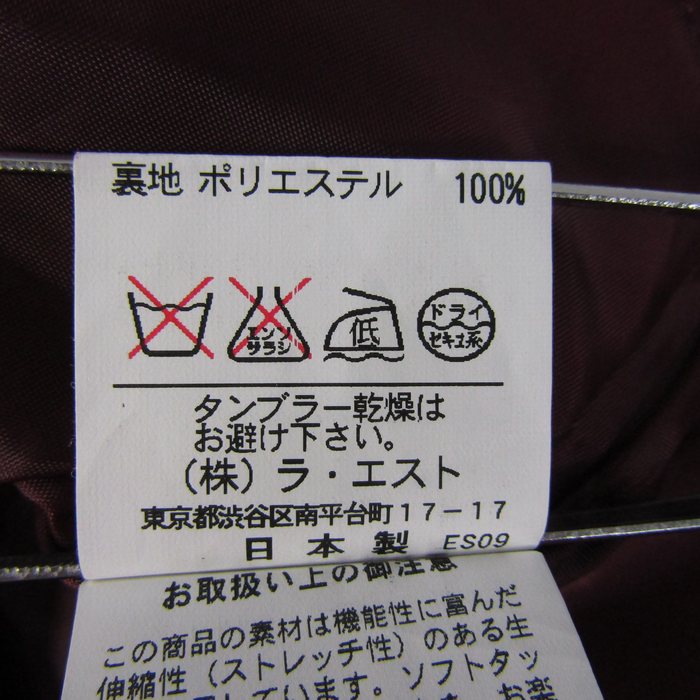 裏地 ポリエステル 100%
エンソ
サラシ
低
ドライ
セキユ系
タンブラー乾燥は
お避け下さい。
(株)ラ・エスト
東京都渋谷区南平台町17-17
日本製 ES09
お取扱い上の御注意
この商品の素材は機能性に富んだ
伸縮性(ストレッチ性)のある生
ソフトタッ